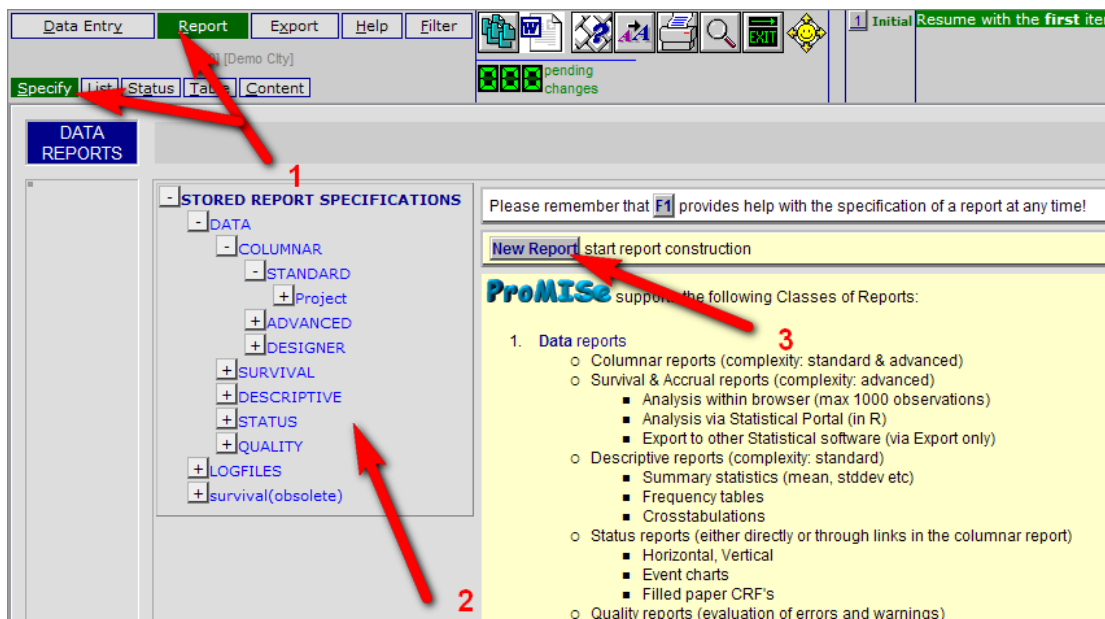 Data Entry Report Export Help Filter
1 Initial Resume with the first iter
[Demo City]
EXIT
888 pending
changes
Specify List Status Table Content
DATA
REPORTS
1
- STORED REPORT SPECIFICATIONS
- DATA
- COLUMNAR
- STANDARD
+ Project
+ ADVANCED
+ DESIGNER
+ SURVIVAL
+ DESCRIPTIVE
+ STATUS
+ QUALITY
+ LOGFILES
+ survival(obsolete)
2
Please remember that F1 provides help with the specification of a report at any time!
New Report start report construction
3
ProMISe supports the following Classes of Reports:
1. Data reports
o Columnar reports (complexity: standard & advanced)
o Survival & Accrual reports (complexity: advanced)
▪ Analysis within browser (max 1000 observations)
▪ Analysis via Statistical Portal (in R)
▪ Export to other Statistical software (via Export only)
o Descriptive reports (complexity: standard)
▪ Summary statistics (mean, stddev etc)
▪ Frequency tables
▪ Crosstabulations
o Status reports (either directly or through links in the columnar report)
▪ Horizontal, Vertical
▪ Event charts
▪ Filled paper CRF's
o Quality reports (evaluation of errors and warnings)